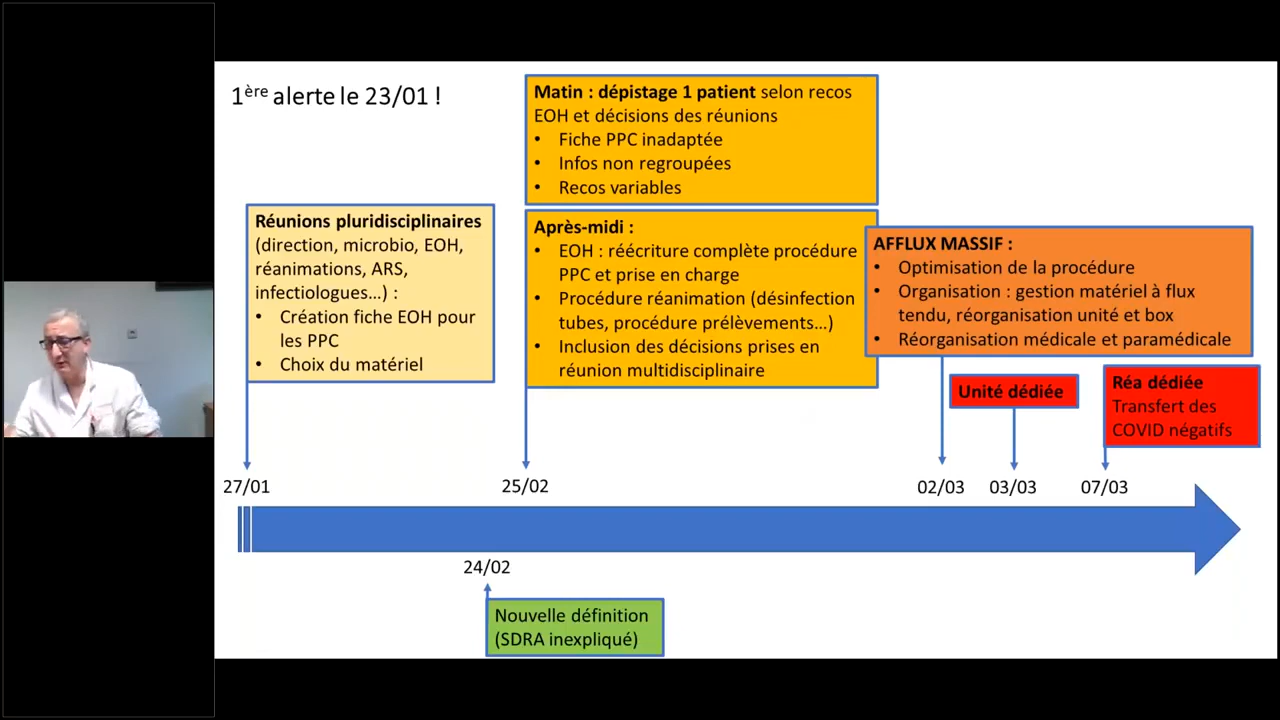 1ère alerte le 23/01 !
Matin : dépistage 1 patient selon recos
EOH et décisions des réunions
• Fiche PPC inadaptée
• Infos non regroupées
• Recos variables
Réunions pluridisciplinaires
(direction, microbio, EOH,
réanimations, ARS,
infectiologues...) :
• Création fiche EOH pour
les PPC
• Choix du matériel
Après-midi :
• EOH : réécriture complète procédure
PPC et prise en charge
• Procédure réanimation (désinfection
tubes, procédure prélèvements...)
• Inclusion des décisions prises en
réunion multidisciplinaire
AFFLUX MASSIF :
• Optimisation de la procédure
• Organisation : gestion matériel à flux
tendu, réorganisation unité et box
• Réorganisation médicale et paramédicale
Unité dédiée
Réa dédiée
Transfert des
COVID négatifs
27/01
25/02
02/03
03/03
07/03
24/02
Nouvelle définition
(SDRA inexpliqué)